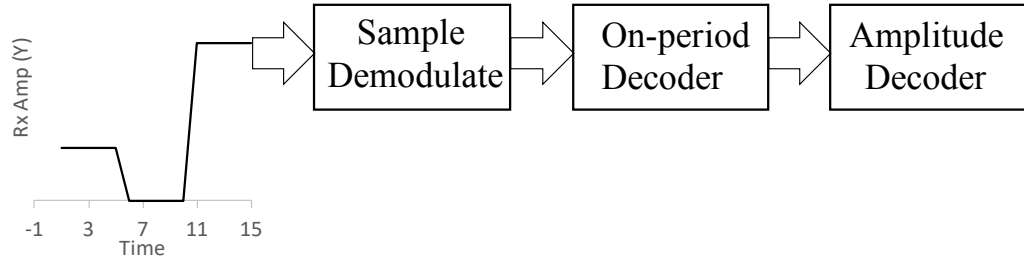 Sample
Demodulate
On-period
Decoder
Amplitude
Decoder
Rx Amp (Y)
-1 3 7 11 15
Time